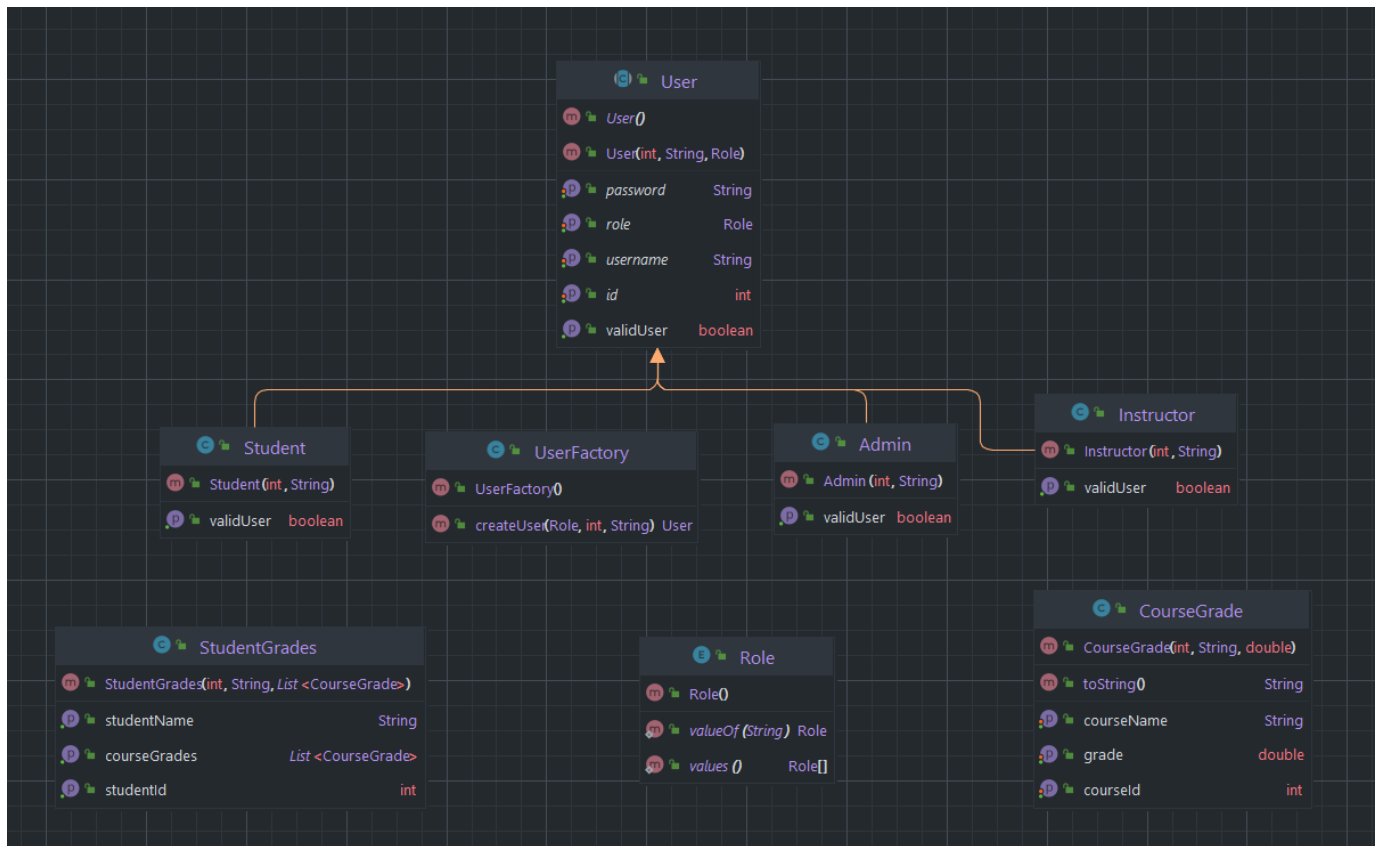 User
User()
User(int, String, Role)
password String
role Role
username String
id int
validUser boolean
Student
Student(int, String)
validUser boolean
UserFactory
UserFactory()
createUser(Role, int, String) User
Admin
Admin(int, String)
validUser boolean
Instructor
Instructor(int, String)
validUser boolean
StudentGrades
StudentGrades(int, String, List <CourseGrade>)
studentName String
courseGrades List <CourseGrade>
studentId int
Role
Role()
valueOf(String) Role
values() Role[]
CourseGrade
CourseGrade(int, String, double)
toString() String
courseName String
grade double
courseId int